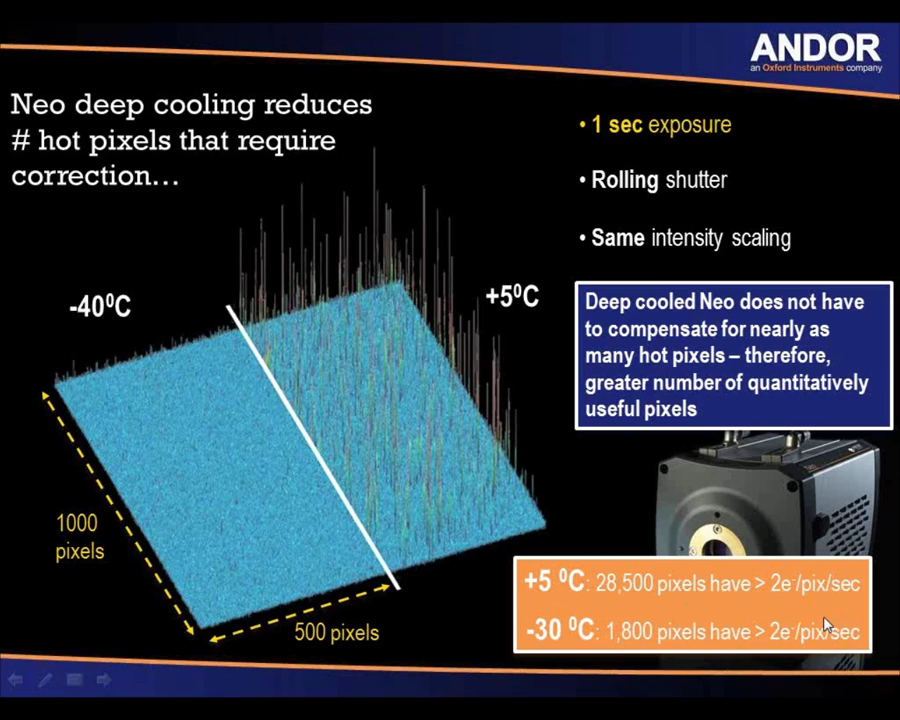 ANDOR
an Oxford Instruments company
Neo deep cooling reduces
# hot pixels that require
correction…
• 1 sec exposure
• Rolling shutter
• Same intensity scaling
-40⁰C
+5⁰C
Deep cooled Neo does not have
to compensate for nearly as
many hot pixels – therefore,
greater number of quantitatively
useful pixels
1000
pixels
500 pixels
+5 ⁰C: 28,500 pixels have > 2e⁻/pix/sec
-30 ⁰C: 1,800 pixels have > 2e⁻/pix/sec